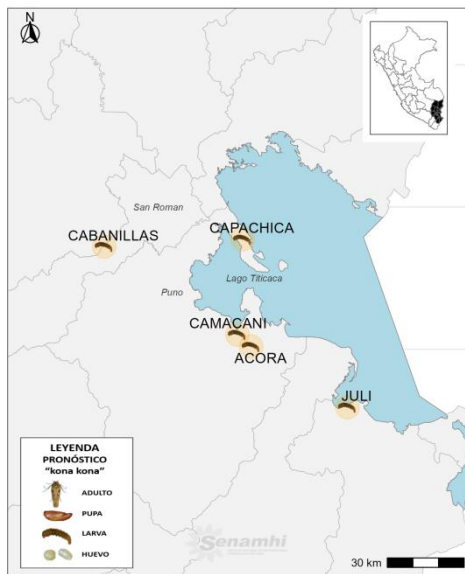 N
San Roman
CABANILLAS
CAPACHICA
Lago Titicaca
Puno
CAMACANI
ACORA
JULI
LEYENDA
PRONÓSTICO
“kona kona”
ADULTO
PUPA
LARVA
HUEVO
Senamhi
30 km